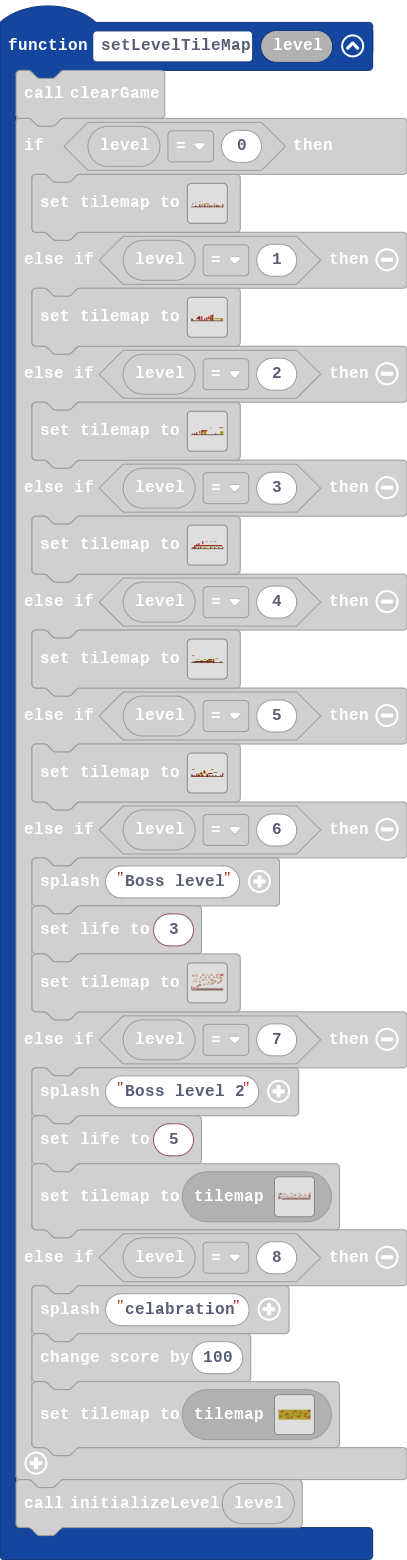 function setLevelTileMap level
call clearGame
if level = 0 then
set tilemap to
else if level = 1 then
set tilemap to
else if level = 2 then
set tilemap to
else if level = 3 then
set tilemap to
else if level = 4 then
set tilemap to
else if level = 5 then
set tilemap to
else if level = 6 then
splash "Boss level"
set life to 3
set tilemap to
else if level = 7 then
splash "Boss level 2"
set life to 5
set tilemap to tilemap
else if level = 8 then
splash "celabration"
change score by 100
set tilemap to tilemap
call initializeLevel level